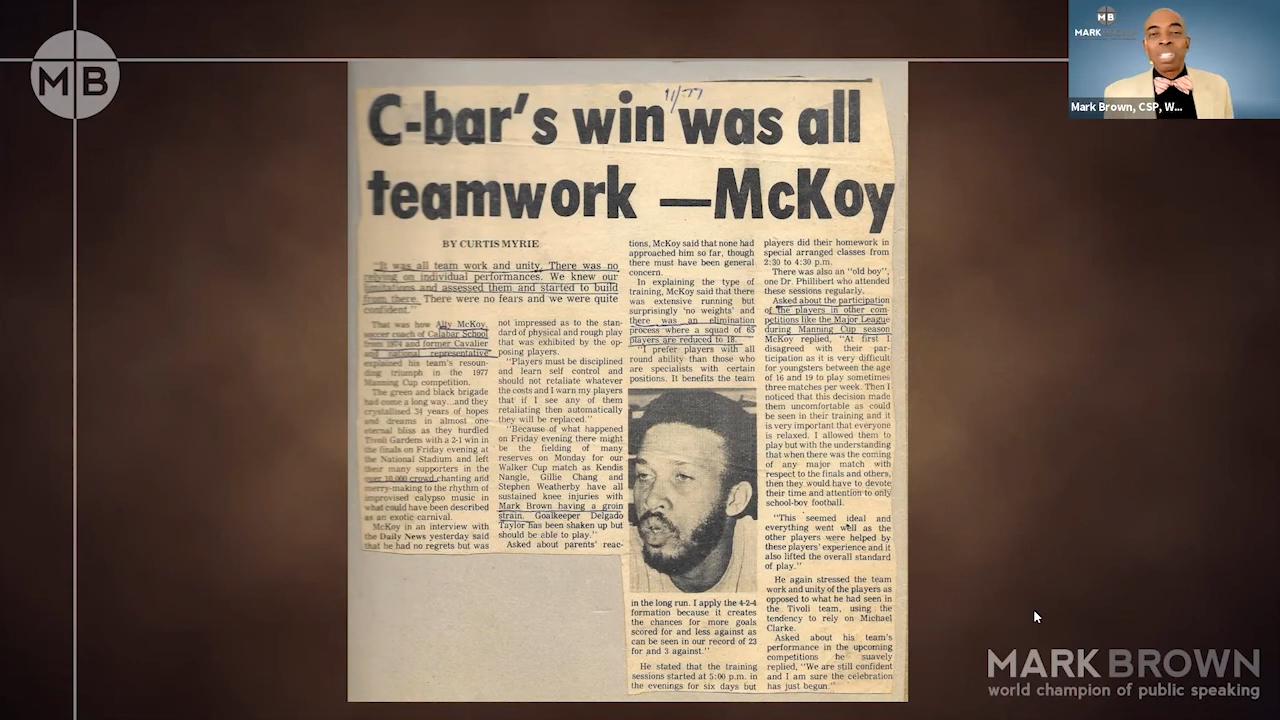 MB
MB
MARK
Mark Brown, CSP, W...
11/77
C-bar's win was all
teamwork —McKoy
BY CURTIS MYRIE
"It was all team work and unity. There was no
relying on individual performances. We knew our
limitations and assessed them and started to build
from there. There were no fears and we were quite
confident."
That was how Ally McKoy,
soccer coach of Calabar School
from 1974 and former Cavalier
and national representative
explained his team's resoun-
ding triumph in the 1977
Manning Cup competition.
The green and black brigade
had come a long way...and they
crystallised 34 years of hopes
and dreams in almost one
eternal bliss as they hurdled
Tivoli Gardens with a 2-1 win in
the finals on Friday evening at
the National Stadium and left
their many supporters in the
over 10,000 crowd chanting and
merry-making to the rhythm of
improvised calypso music in
what could have been described
as an exotic carnival.
McKoy in an interview with
the Daily News yesterday said
that he had no regrets but was
not impressed as to the stan-
dard of physical and rough play
that was exhibited by the op-
posing players.
"Players must be disciplined
and learn self control and
should not retaliate whatever
the costs and I warn my players
that if I see any of them
retaliating then automatically
they will be replaced."
"Because of what happened
on Friday evening there might
be the fielding of many
reserves on Monday for our
Walker Cup match as Kendis
Nangle, Gillie Chang and
Stephen Weatherby have all
sustained knee injuries with
Mark Brown having a groin
strain. Goalkeeper Delgado
Taylor has been shaken up but
should be able to play."
Asked about parents' reac-
tions, McKoy said that none had
approached him so far, though
there must have been general
concern.
In explaining the type of
training, McKoy said that there
was extensive running but
surprisingly 'no weights' and
there was an elimination
process where a squad of 65
players are reduced to 18.
"I prefer players with all
round ability than those who
are specialists with certain
positions. It benefits the team
in the long run. I apply the 4-2-4
formation because it creates
the chances for more goals
scored for and less against as
can be seen in our record of 23
for and 3 against."
He stated that the training
sessions started at 5:00 p.m. in
the evenings for six days but
players did their homework in
special arranged classes from
2:30 to 4:30 p.m.
There was also an "old boy",
one Dr. Phillibert who attended
these sessions regularly.
Asked about the participation
of the players in other com-
petitions like the Major League
during Manning Cup season
McKoy replied, "At first I
disagreed with their par-
ticipation as it is very difficult
for youngsters between the age
of 16 and 19 to play sometimes
three matches per week. Then I
noticed that this decision made
them uncomfortable as could
be seen in their training and it
is very important that everyone
is relaxed. I allowed them to
play but with the understanding
that when there was the coming
of any major match with
respect to the finals and others,
then they would have to devote
their time and attention to only
school-boy football.
"This seemed ideal and
everything went well as the
other players were helped by
these players' experience and it
also lifted the overall standard
of play."
He again stressed the team
work and unity of the players as
opposed to what he had seen in
the Tivoli team, using the
tendency to rely on Michael
Clarke.
Asked about his team's
performance in the upcoming
competitions he suavely
replied, "We are still confident
and I am sure the celebration
has just begun."
MARK BROWN
world champion of public speaking